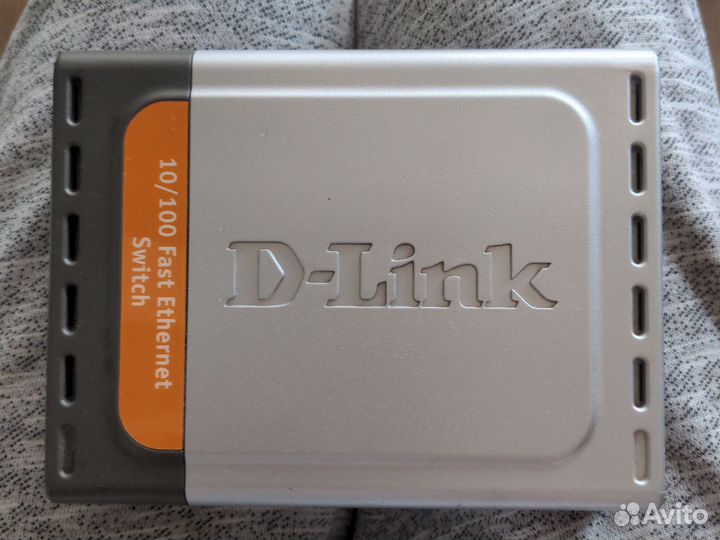 10/100 Fast Ethernet
Switch
D-Link
Avito